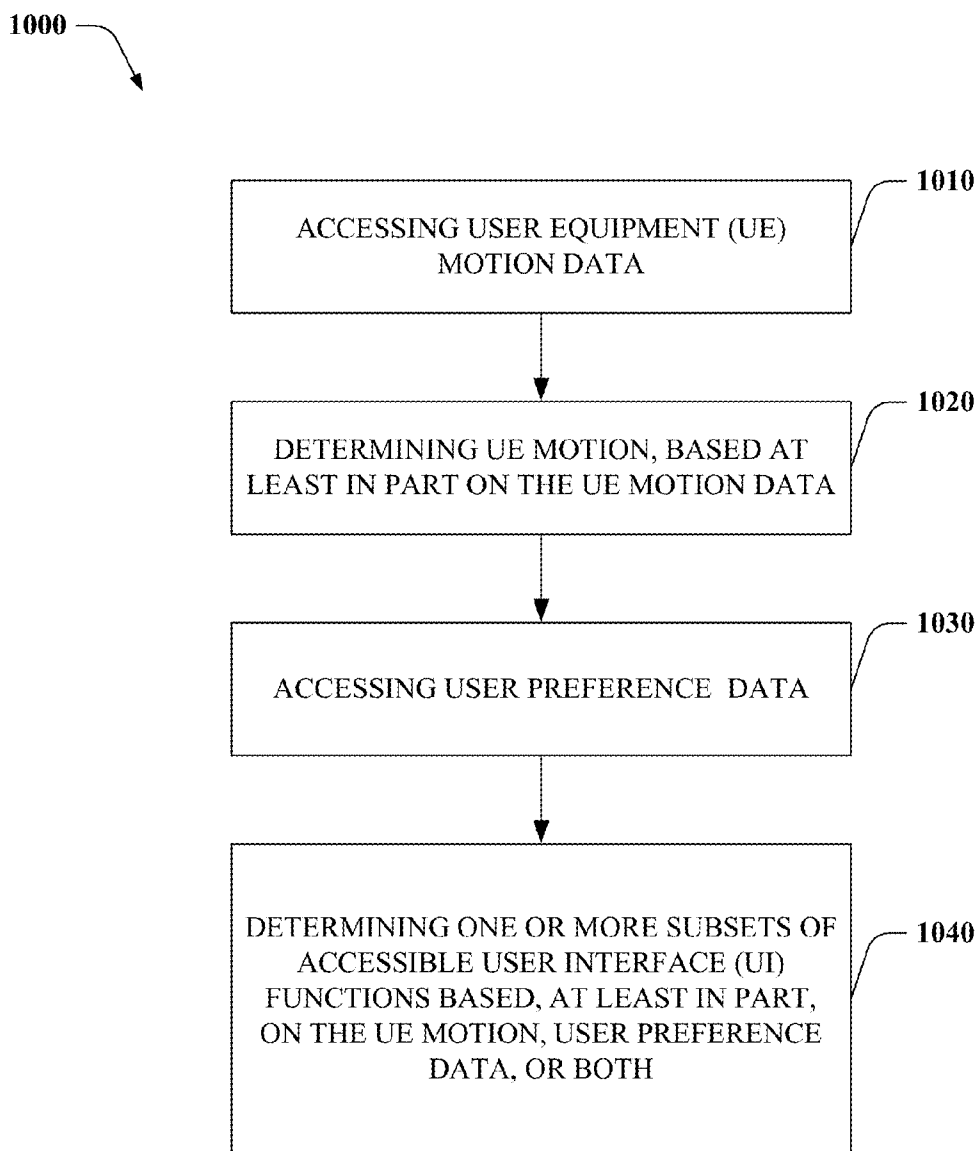 1000
1010
ACCESSING USER EQUIPMENT (UE)
MOTION DATA
1020
DETERMINING UE MOTION, BASED AT
LEAST IN PART ON THE UE MOTION DATA
1030
ACCESSING USER PREFERENCE DATA
1040
DETERMINING ONE OR MORE SUBSETS OF
ACCESSIBLE USER INTERFACE (UI)
FUNCTIONS BASED, AT LEAST IN PART,
ON THE UE MOTION, USER PREFERENCE
DATA, OR BOTH